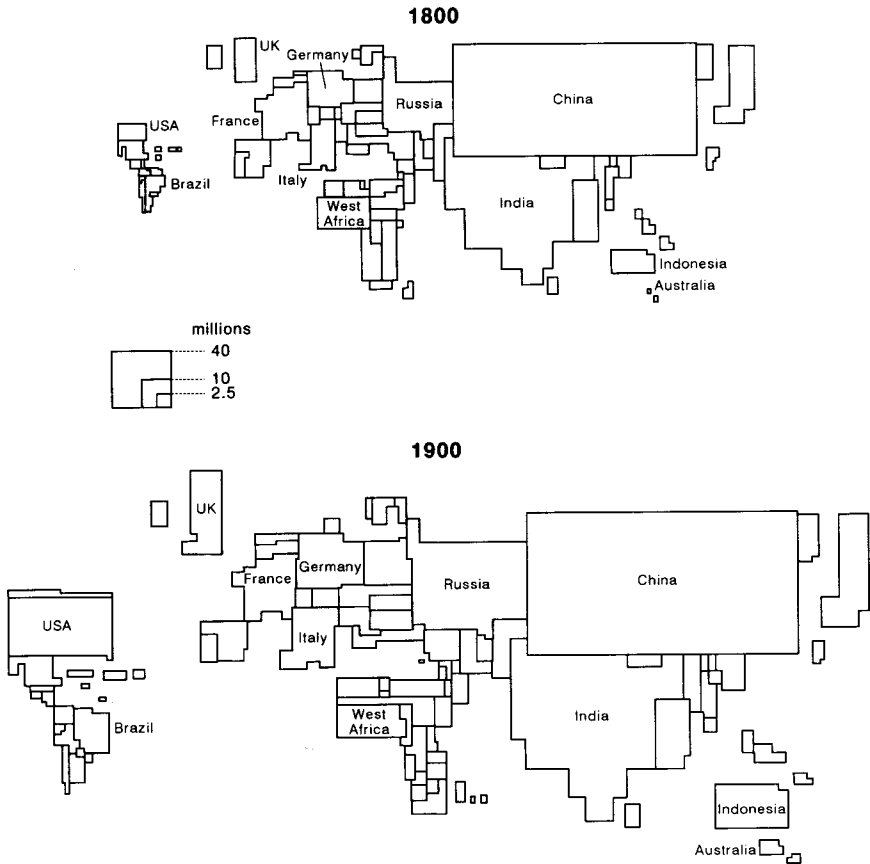 1800
UK
Germany
Russia
China
USA
France
Brazil
Italy
India
West
Africa
Indonesia
Australia
millions
40
10
2.5
1900
UK
France
Germany
Russia
China
USA
Italy
Brazil
West
Africa
India
Indonesia
Australia